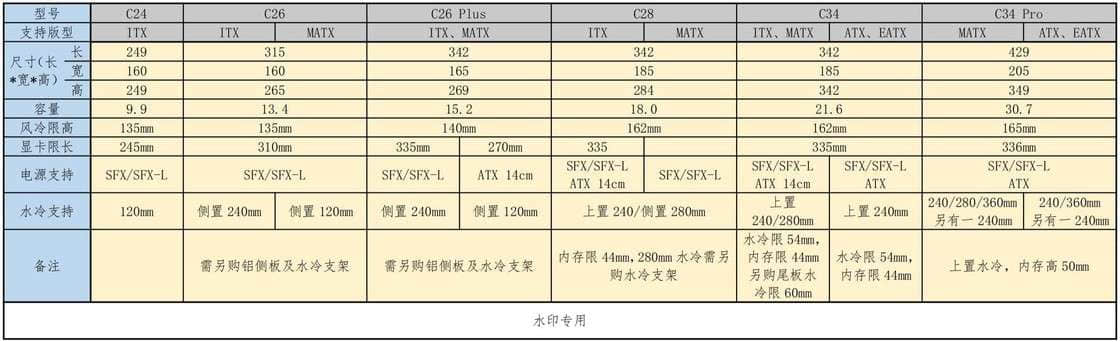 型号 C24 C26 C26 Plus C28 C34 C34 Pro
支持版型 ITX ITX MATX ITX、MATX ITX MATX ITX、MATX ATX、EATX MATX ATX、EATX
尺寸(长*宽*高) 长 249 315 342 342 342 429
宽 160 160 165 185 185 205
高 249 265 269 284 342 349
容量 9.9 13.4 15.2 18.0 21.6 30.7
风冷限高 135mm 135mm 140mm 162mm 162mm 165mm
显卡限长 245mm 310mm 335mm 270mm 335 335mm 336mm
电源支持 SFX/SFX-L SFX/SFX-L SFX/SFX-L ATX 14cm SFX/SFX-L ATX 14cm SFX/SFX-L SFX/SFX-L ATX 14cm SFX/SFX-L ATX SFX/SFX-L ATX
水冷支持 120mm 侧置 240mm 侧置 120mm 侧置 240mm 侧置 120mm 上置 240/侧置 280mm 上置 240/280mm 上置 240mm 240/280/360mm 另有一 240mm 240/360mm 另有一 240mm
备注 需另购铝侧板及水冷支架 需另购铝侧板及水冷支架 内存限 44mm,280mm 水冷需另购水冷支架 水冷限 54mm,内存限 44mm 另购尾板水冷限 60mm 水冷限 54mm,内存限 44mm 上置水冷，内存高 50mm
水印专用